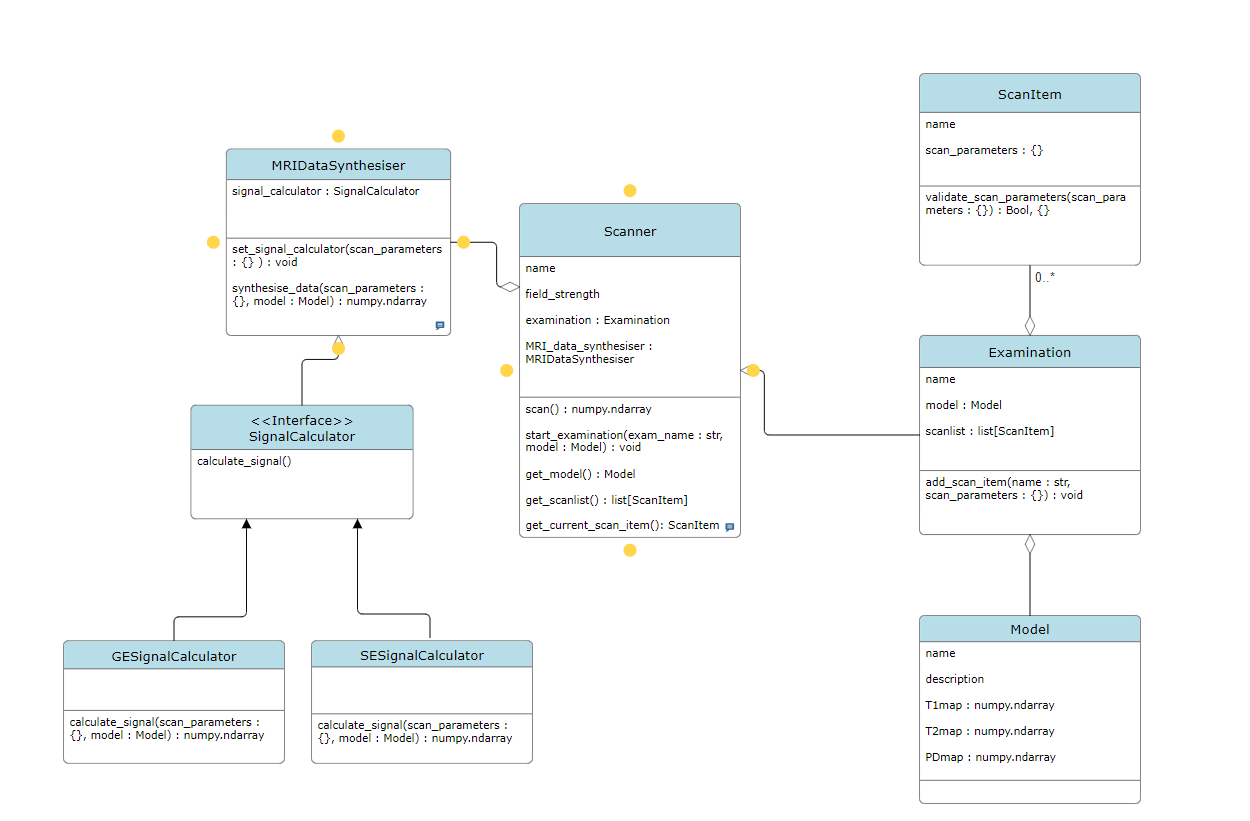 ScanItem
name
scan_parameters : {}
validate_scan_parameters(scan_para
meters : {}) : Bool, {}
0..*
MRIDataSynthesiser
signal_calculator : SignalCalculator
set_signal_calculator(scan_parameters
: {} ) : void
synthesise_data(scan_parameters :
{}, model : Model) : numpy.ndarray
Scanner
name
field_strength
examination : Examination
MRI_data_synthesiser :
MRIDataSynthesiser
scan() : numpy.ndarray
start_examination(exam_name : str,
model : Model) : void
get_model() : Model
get_scanlist() : list[ScanItem]
get_current_scan_item(): ScanItem
Examination
name
model : Model
scanlist : list[ScanItem]
add_scan_item(name : str,
scan_parameters : {}) : void
<<Interface>>
SignalCalculator
calculate_signal()
GESignalCalculator
calculate_signal(scan_parameters :
{}, model : Model) : numpy.ndarray
SESignalCalculator
calculate_signal(scan_parameters :
{}, model : Model) : numpy.ndarray
Model
name
description
T1map : numpy.ndarray
T2map : numpy.ndarray
PDmap : numpy.ndarray